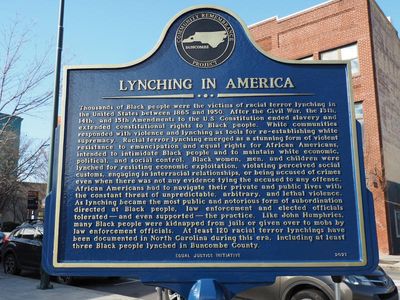 COMMUNITY REMEMBRANCE
BUNCOMBE
PROJECT
LYNCHING IN AMERICA
Thousands of Black people were the victims of racial terror lynching in
the United States between 1865 and 1950. After the Civil War, the 13th,
14th, and 15th Amendments to the U.S. Constitution ended slavery and
extended constitutional rights to Black people. While communities
responded with violence and lynching as tools for re-establishing white
supremacy, racial terror lynching emerged as a stunning form of violent
resistance to emancipation and equal rights for African Americans,
intended to intimidate Black people and to maintain white economic,
political, and social control. Black women, men, and children were
lynched for resisting economic exploitation, violating perceived social
customs, engaging in interracial relationships, or being accused of crimes
even when there was not any evidence tying the accused to any offense.
African Americans had to navigate their private and public lives with
the constant threat of unpredictable, arbitrary, and lethal violence.
As lynching became the most public and notorious form of subordination
directed at Black people, law enforcement and elected officials
tolerated—and even supported—the practice. Like John Humphries,
many Black people were kidnapped from jails or given over to mobs by
law enforcement officials. At least 120 racial terror lynchings have
been documented in North Carolina during this era, including at least
three Black people lynched in Buncombe County.
EQUAL JUSTICE INITIATIVE 2021